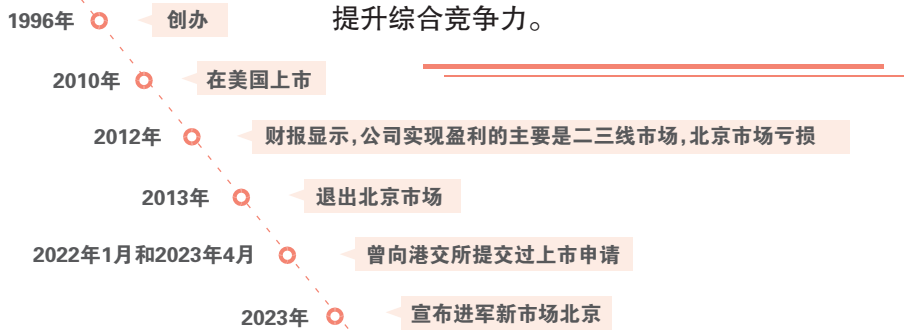 提升综合竞争力。
1996年 创办
2010年 在美国上市
2012年 财报显示,公司实现盈利的主要是二三线市场,北京市场亏损
2013年 退出北京市场
2022年1月和2023年4月 曾向港交所提交过上市申请
2023年 宣布进军新市场北京